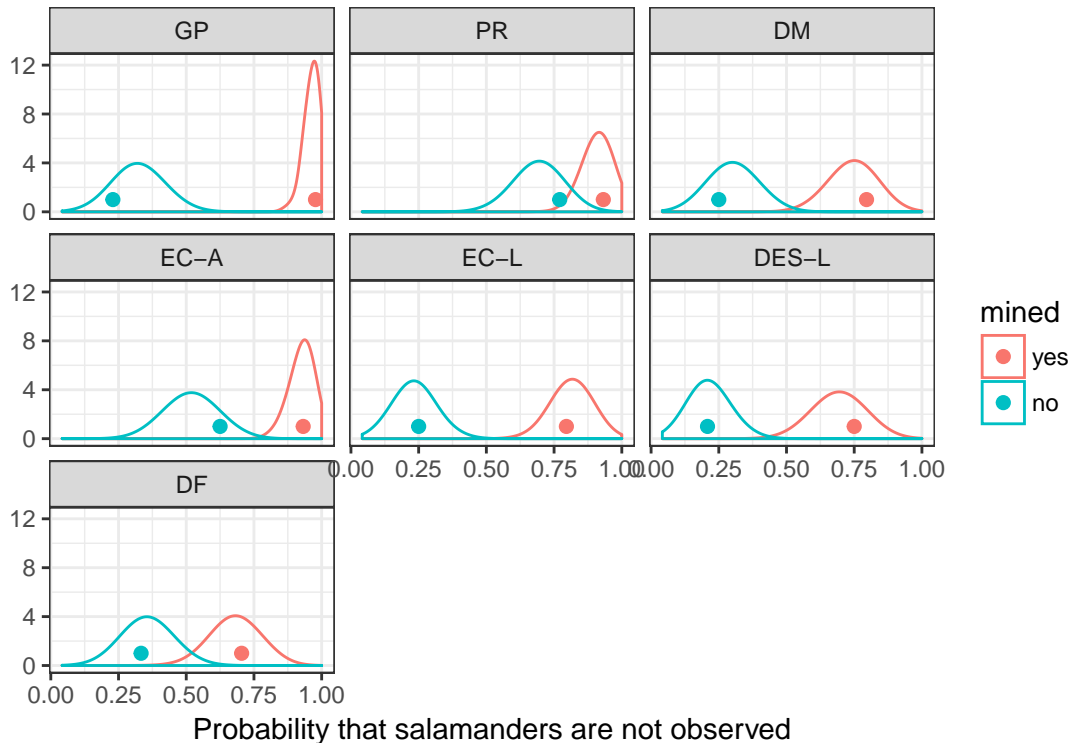 GP PR DM
12
8
4
0
EC−A EC−L DES−L
12
8
4
0
0.00 0.25 0.50 0.75 1.00 0.00 0.25 0.50 0.75 1.00
DF
12
8
4
0
0.00 0.25 0.50 0.75 1.00
Probability that salamanders are not observed
mined
yes
no